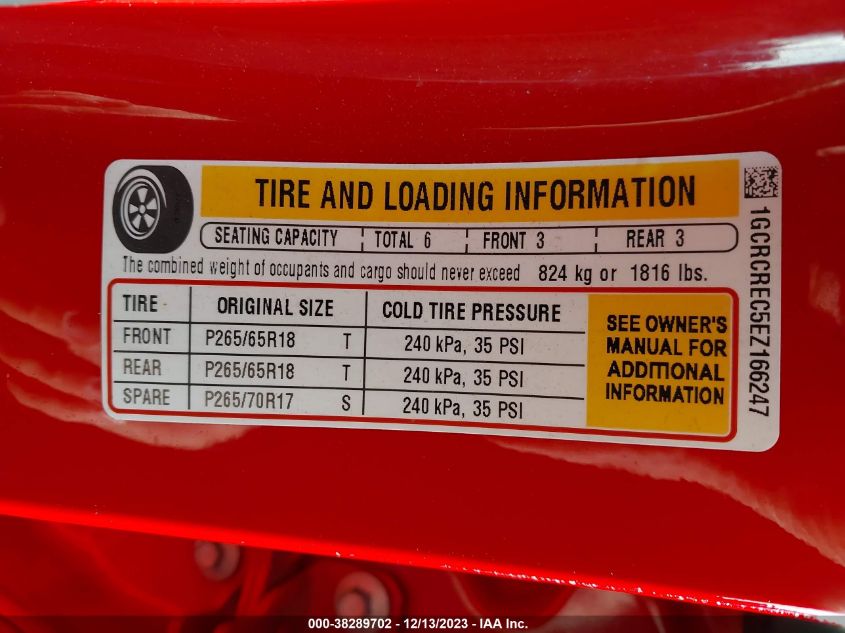 TIRE AND LOADING INFORMATION
SEATING CAPACITY TOTAL 6 FRONT 3 REAR 3
The combined weight of occupants and cargo should never exceed 824 kg or 1816 lbs.
TIRE ORIGINAL SIZE COLD TIRE PRESSURE
FRONT P265/65R18 T 240 kPa, 35 PSI
REAR P265/65R18 T 240 kPa, 35 PSI
SPARE P265/70R17 S 240 kPa, 35 PSI
SEE OWNER'S
MANUAL FOR
ADDITIONAL
INFORMATION
1GCRCREC5EZ166247
000-38289702 - 12/13/2023 - IAA Inc.